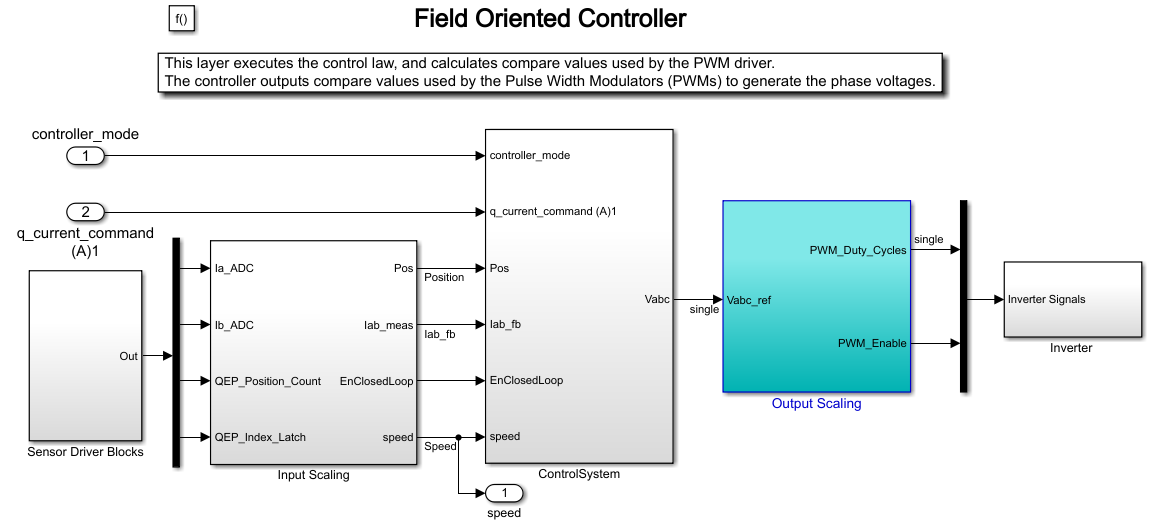 f()
Field Oriented Controller
This layer executes the control law, and calculates compare values used by the PWM driver.
The controller outputs compare values used by the Pulse Width Modulators (PWMs) to generate the phase voltages.
controller_mode
1
2
q_current_command
(A)1
Out
Sensor Driver Blocks
Ia_ADC
Ib_ADC
QEP_Position_Count
QEP_Index_Latch
Pos
Iab_meas
EnClosedLoop
speed
Input Scaling
Position
Iab_fb
Speed
controller_mode
q_current_command (A)1
Pos
Iab_fb
EnClosedLoop
speed
Vabc
ControlSystem
1
speed
single
Vabc_ref
PWM_Duty_Cycles
PWM_Enable
Output Scaling
single
Inverter Signals
Inverter